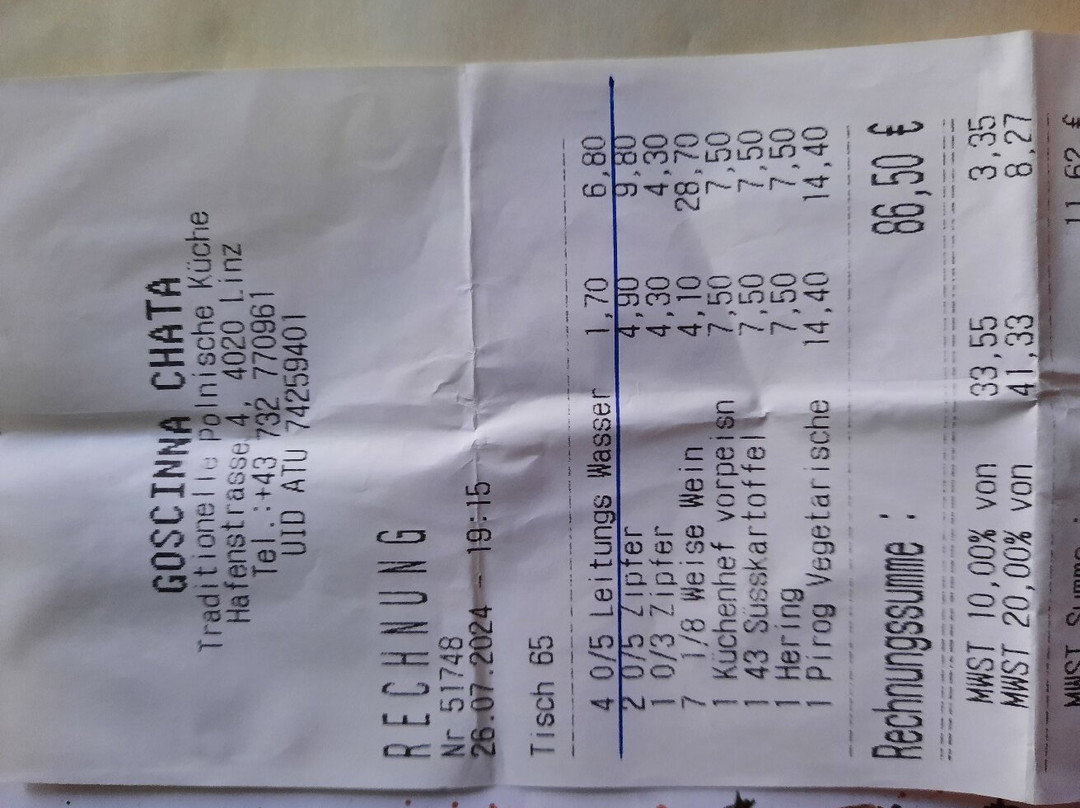 GOSCINNA CHATA
Traditionelle Polnische Küche
Hafenstrasse 4, 4020 Linz
Tel.:+43 732 770961
UID ATU 74259401
RECHNUNG
Nr 51748
26.07.2024 - 19:15
Tisch 65
4 0/5 Leitungs Wasser 1,70 6,80
2 0/5 Zipfer 4,90 9,80
1 0/3 Zipfer 4,30 4,30
7 1/8 Weise Wein 4,10 28,70
1 Küchenhef vorpeisn 7,50 7,50
1 43 Süsskartoffel 7,50 7,50
1 Hering 7,50 7,50
1 Pirog Vegetarische 14,40 14,40
Rechnungssumme : 86,50 €
MWST 10,00% von 33,55 3,35
MWST 20,00% von 41,33 8,27
MWST Summe : 11,62 €